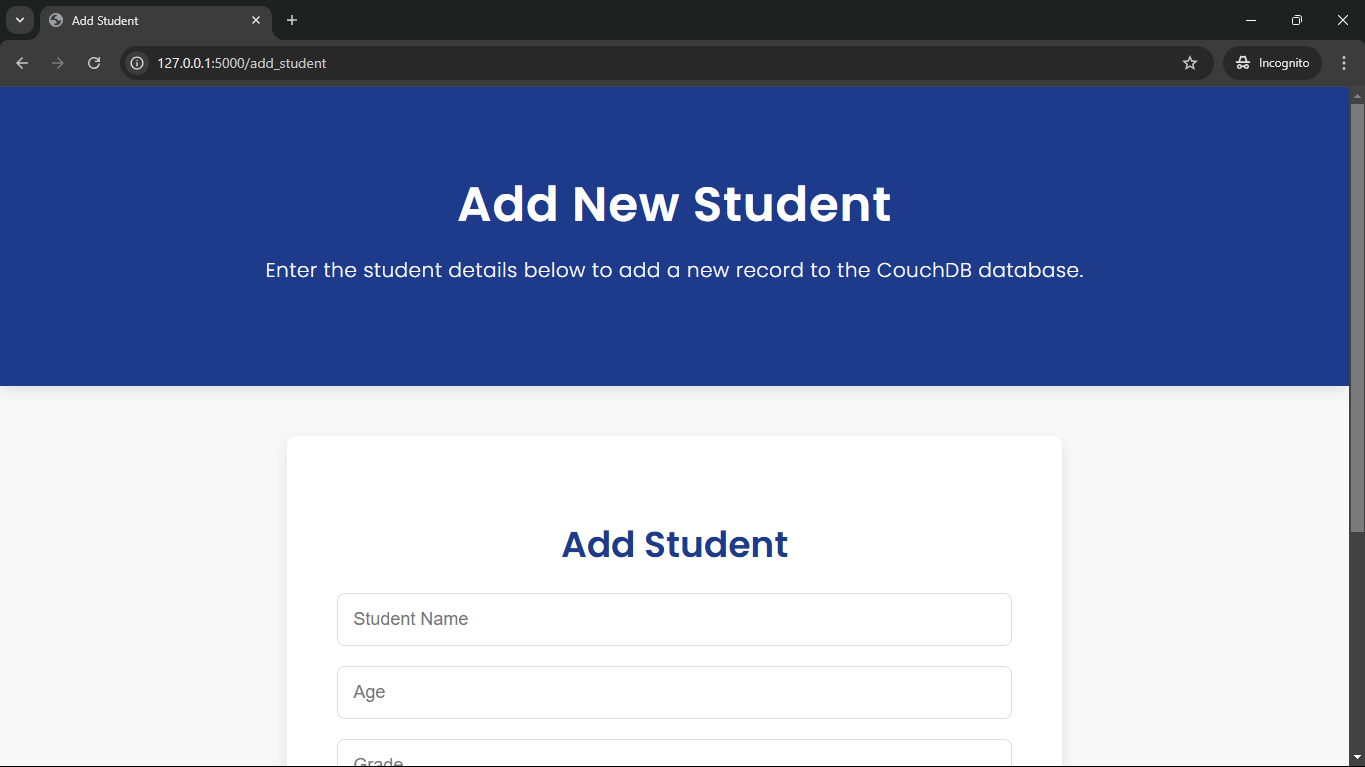 Add Student
127.0.0.1:5000/add_student
Incognito
Add New Student
Enter the student details below to add a new record to the CouchDB database.
Add Student
Student Name
Age
Grade